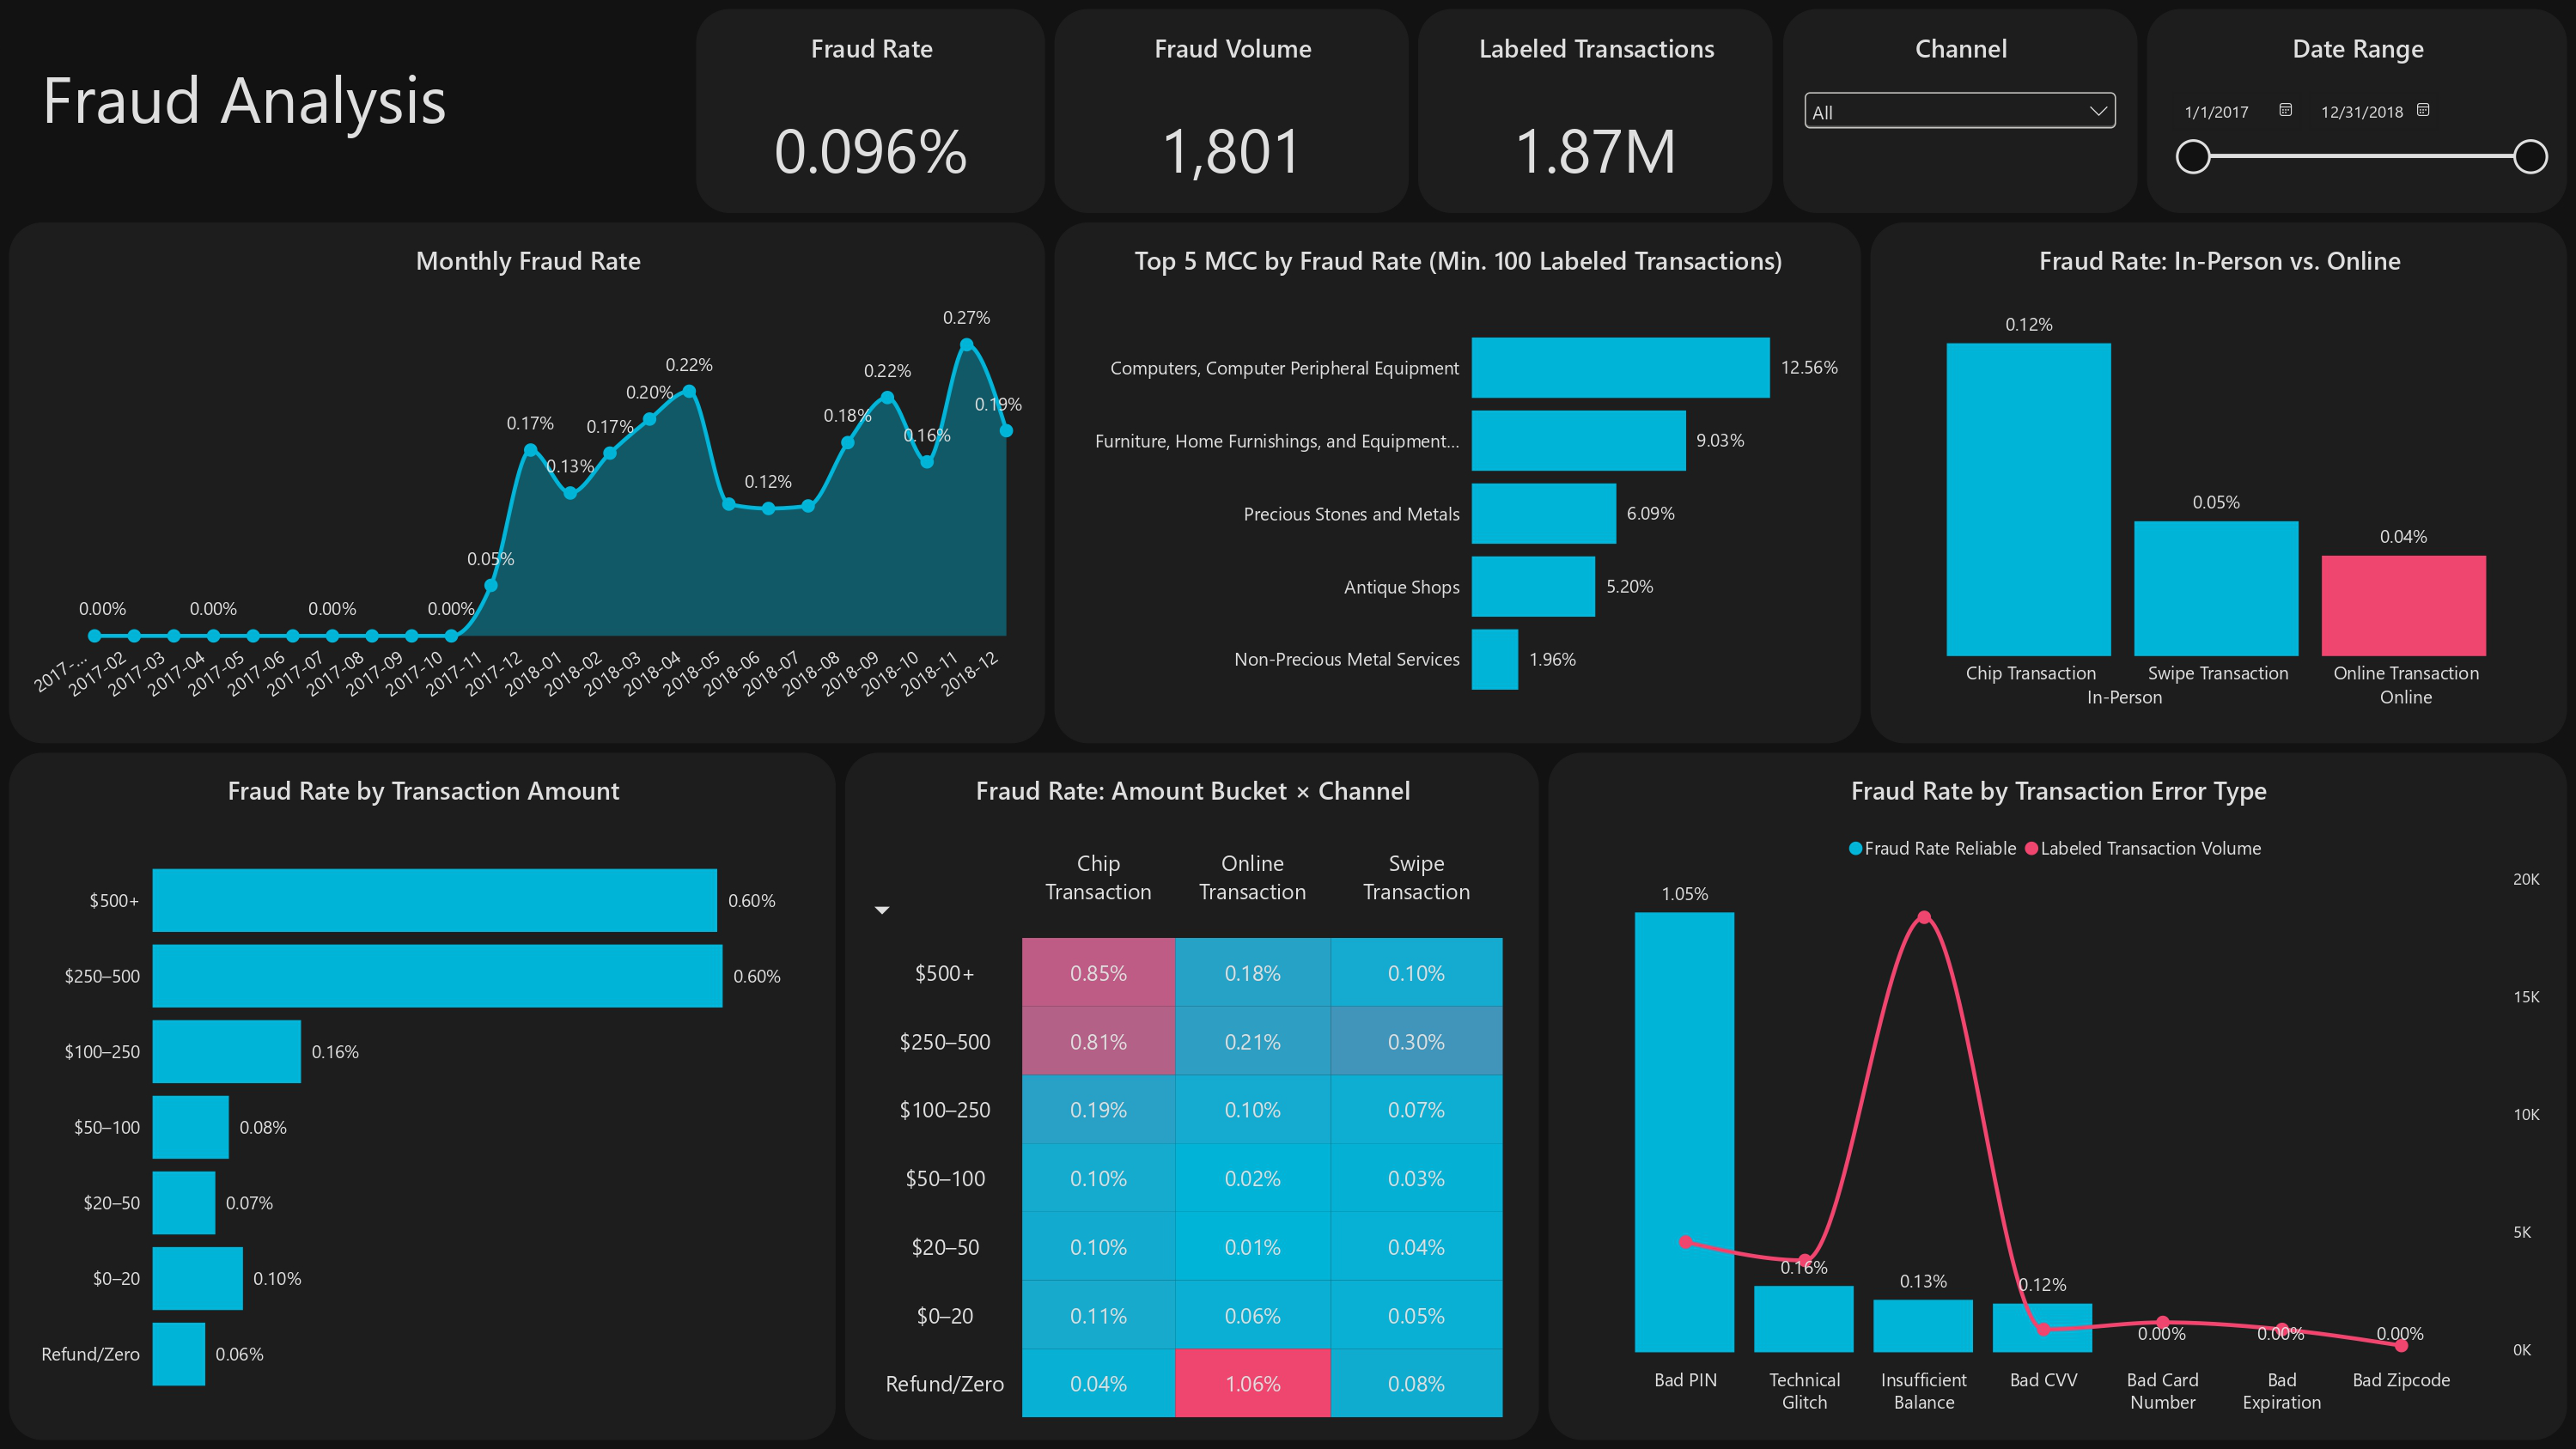 Fraud Analysis
Fraud Rate
0.096%
Fraud Volume
1,801
Labeled Transactions
1.87M
Channel
All
Date Range
1/1/2017
12/31/2018
Monthly Fraud Rate
0.00%
0.00%
0.00%
0.00%
0.05%
0.17%
0.13%
0.17%
0.20%
0.22%
0.12%
0.18%
0.22%
0.16%
0.27%
0.19%
2017-...
2017-02
2017-03
2017-04
2017-05
2017-06
2017-07
2017-08
2017-09
2017-10
2017-11
2017-12
2018-01
2018-02
2018-03
2018-04
2018-05
2018-06
2018-07
2018-08
2018-09
2018-10
2018-11
2018-12
Top 5 MCC by Fraud Rate (Min. 100 Labeled Transactions)
Computers, Computer Peripheral Equipment 12.56%
Furniture, Home Furnishings, and Equipment... 9.03%
Precious Stones and Metals 6.09%
Antique Shops 5.20%
Non-Precious Metal Services 1.96%
Fraud Rate: In-Person vs. Online
0.12%
0.05%
0.04%
Chip Transaction
Swipe Transaction
Online Transaction
In-Person
Online
Fraud Rate by Transaction Amount
$500+ 0.60%
$250–500 0.60%
$100–250 0.16%
$50–100 0.08%
$20–50 0.07%
$0–20 0.10%
Refund/Zero 0.06%
Fraud Rate: Amount Bucket × Channel
Chip Transaction
Online Transaction
Swipe Transaction
$500+ 0.85% 0.18% 0.10%
$250–500 0.81% 0.21% 0.30%
$100–250 0.19% 0.10% 0.07%
$50–100 0.10% 0.02% 0.03%
$20–50 0.10% 0.01% 0.04%
$0–20 0.11% 0.06% 0.05%
Refund/Zero 0.04% 1.06% 0.08%
Fraud Rate by Transaction Error Type
Fraud Rate Reliable
Labeled Transaction Volume
20K
15K
10K
5K
0K
1.05%
0.16%
0.13%
0.12%
0.00%
0.00%
0.00%
Bad PIN
Technical Glitch
Insufficient Balance
Bad CVV
Bad Card Number
Bad Expiration
Bad Zipcode